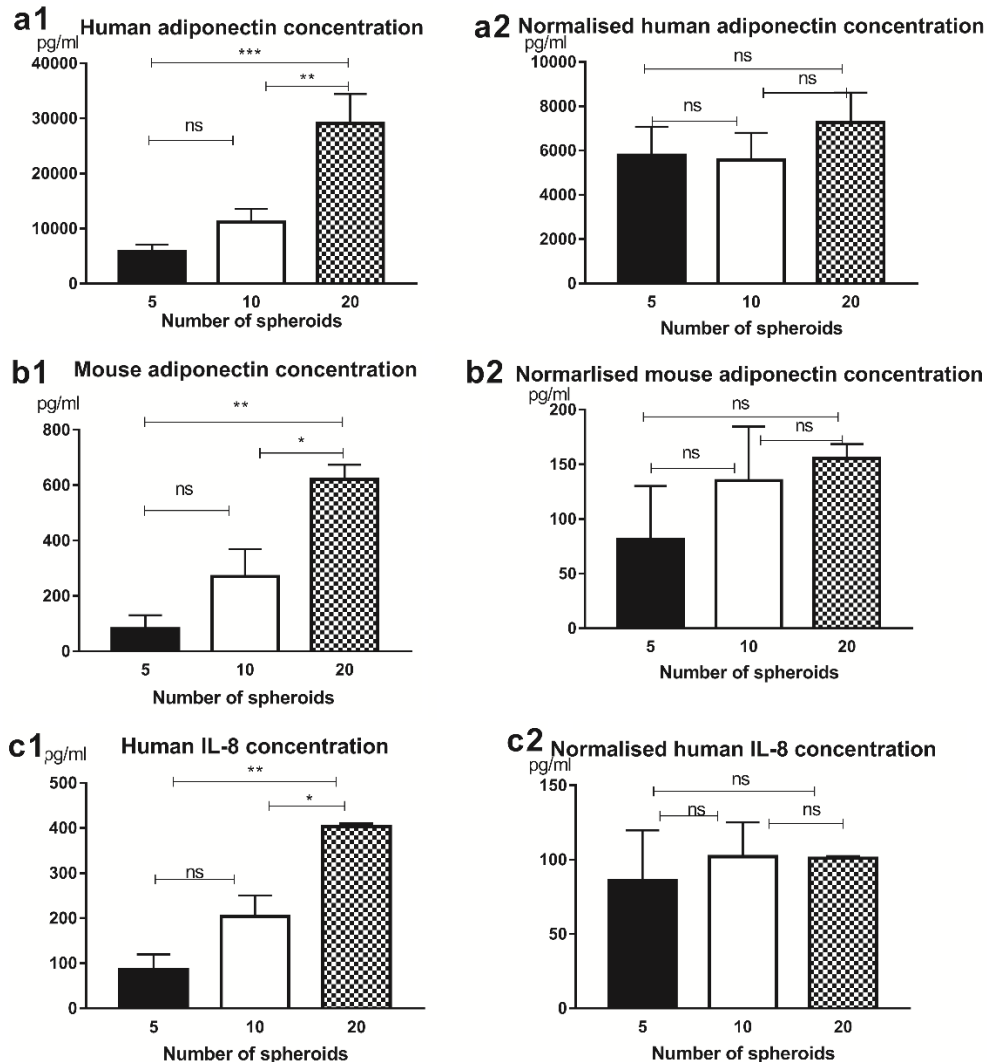 a1
Human adiponectin concentration
pg/ml
40000
30000
20000
10000
0
***
**
ns
5 10 20
Number of spheroids
a2
Normalised human adiponectin concentration
pg/ml
10000
8000
6000
4000
2000
0
ns
ns
ns
5 10 20
Number of spheroids
b1
Mouse adiponectin concentration
pg/ml
800
600
400
200
0
**
*
ns
5 10 20
Number of spheroids
b2
Normarlised mouse adiponectin concentration
pg/ml
200
150
100
50
0
ns
ns
ns
5 10 20
Number of spheroids
c1
Human IL-8 concentration
pg/ml
500
400
300
200
100
0
**
*
ns
5 10 20
Number of spheroids
c2
Normalised human IL-8 concentration
pg/ml
150
100
50
0
ns
ns
ns
5 10 20
Number of spheroids